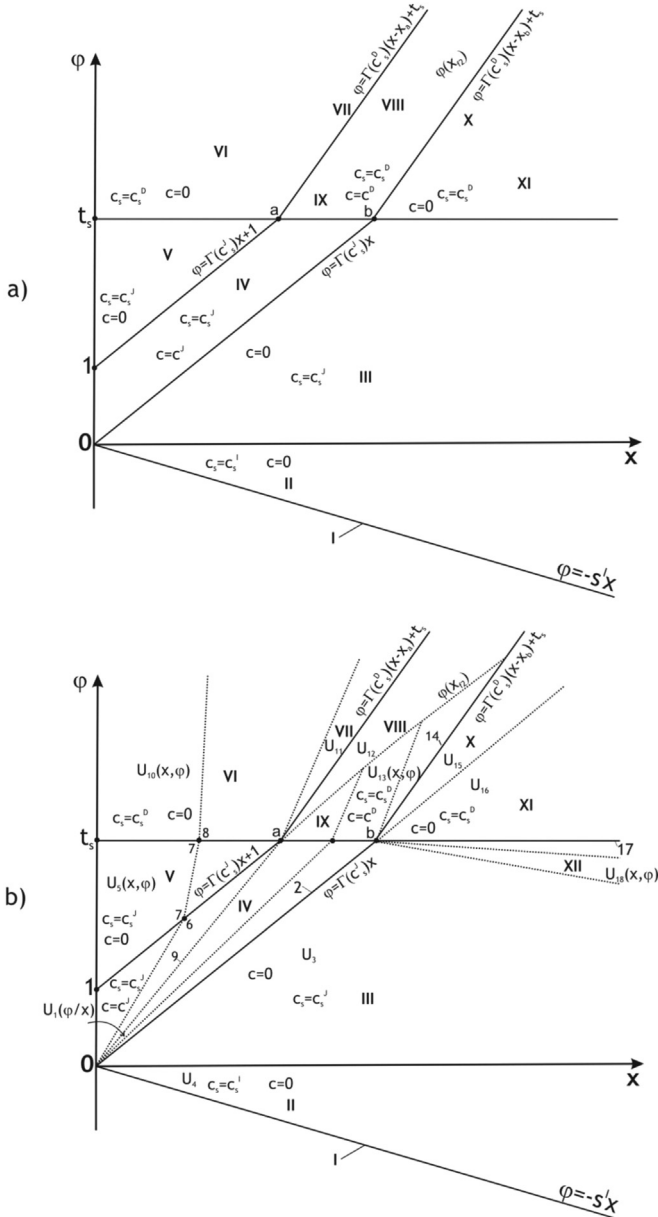 a)
φ
φ=Γ(c_s^D)(x-x_a)+t_s
φ(x_f2)
φ=Γ(c_s^D)(x-x_b)+t_s
VII
VIII
X
VI
c_s=c_s^D c=0
IX
c_s=c_s^D
c=c^D
c=0
c_s=c_s^D
XI
t_s
a
b
V
φ=Γ(c_s^J)x+1
φ=Γ(c_s^J)x
IV
c_s=c_s^J
c=0
c_s=c_s^J
c=c^J
c=0
1
c_s=c_s^J III
0
x
c_s=c_s^I c=0
II
I
φ=-s^I x
b)
φ
φ=Γ(c_s^D)(x-x_a)+t_s
φ(x_f2)
φ=Γ(c_s^D)(x-x_b)+t_s
VII
VIII
14
X
U_10(x,φ)
VI
U_11
U_12
U_13(x,φ)
U_15
U_16
c_s=c_s^D c=0
c_s=c_s^D
c=c^D
IX
c=0
c_s=c_s^D
XI
t_s
8
7
a
b
17
U_5(x,φ)
V
φ=Γ(c_s^J)x+1
φ=Γ(c_s^J)x
XII
U_18(x,φ)
7
6
IV
2
c_s=c_s^J
c=0
9
U_3
c=0
1
c_s=c_s^J
c=c^J
c_s=c_s^J III
U_1(φ/x)
0
x
U_4 c_s=c_s^I c=0
II
I
φ=-s^I x